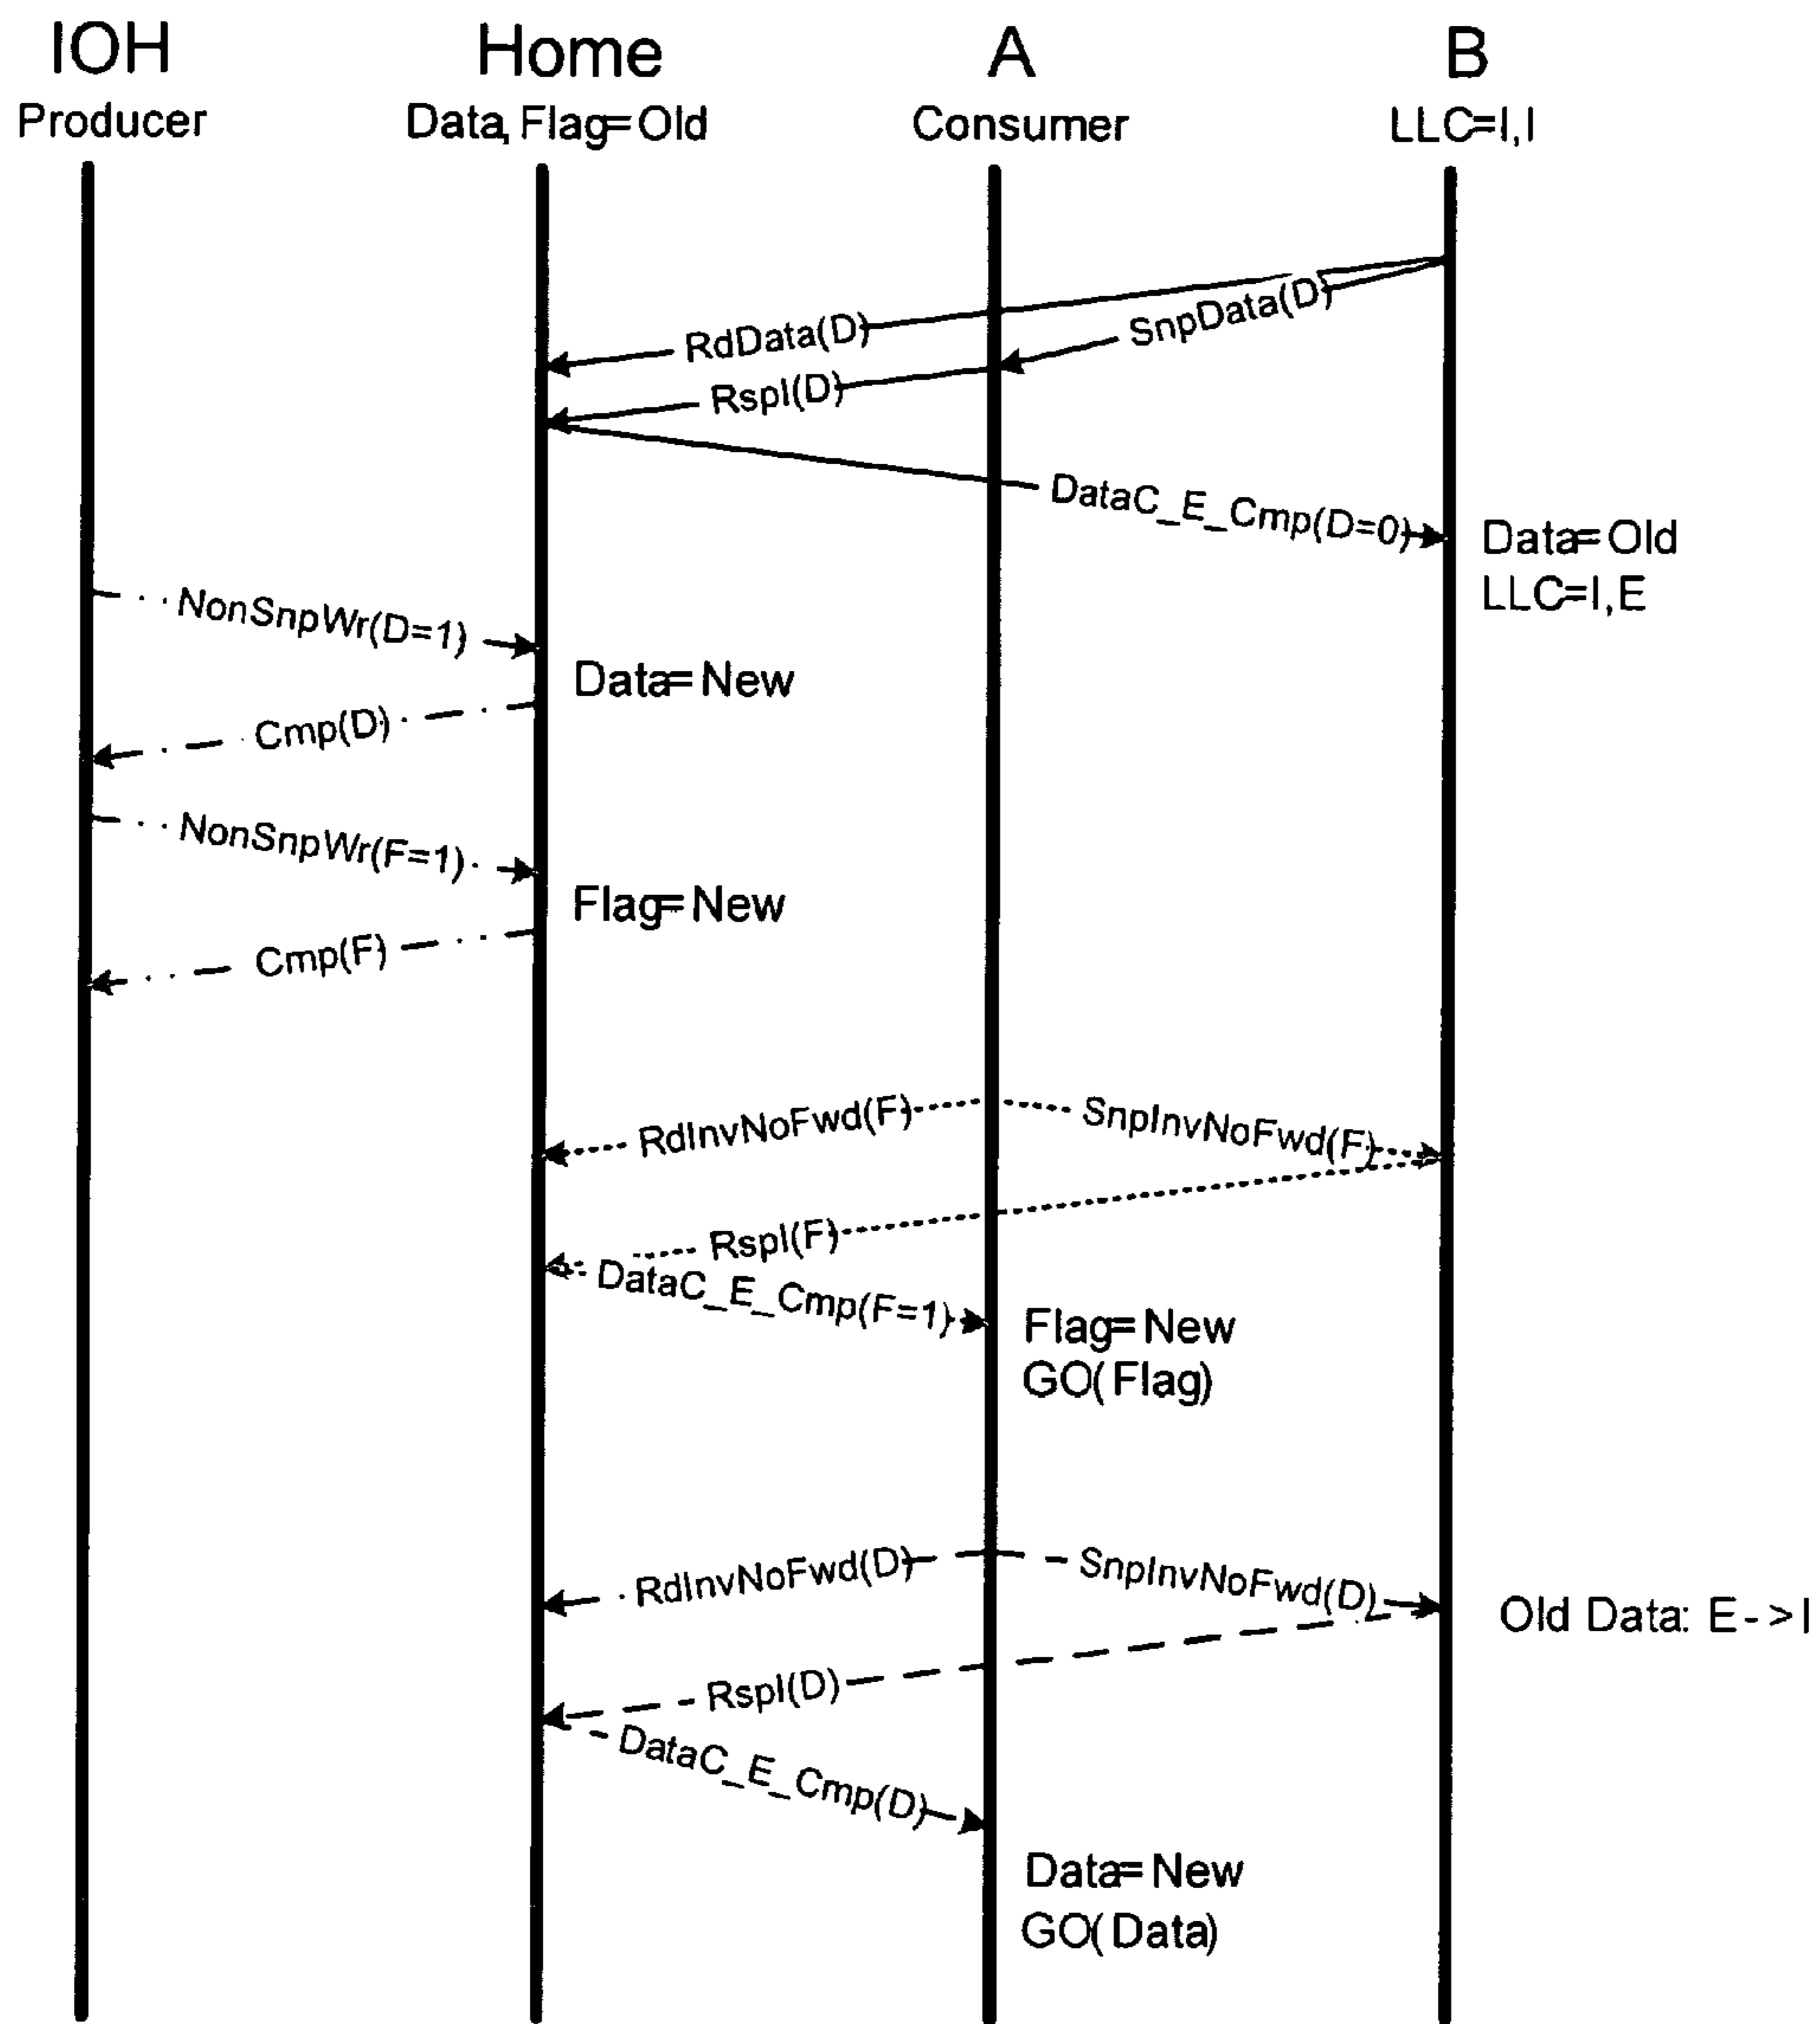 IOH
Producer
Home
Data, Flag=Old
A
Consumer
B
LLC=I,I
RdData(D)
SnpData(D)
RspI(D)
DataC_E_Cmp(D=0)
Data=Old
LLC=I,E
NonSnpWr(D=1)
Data=New
Cmp(D)
NonSnpWr(F=1)
Flag=New
Cmp(F)
RdInvNoFwd(F)
SnpInvNoFwd(F)
RspI(F)
DataC_E_Cmp(F=1)
Flag=New
GO(Flag)
RdInvNoFwd(D)
SnpInvNoFwd(D)
Old Data: E->I
RspI(D)
DataC_E_Cmp(D)
Data=New
GO(Data)